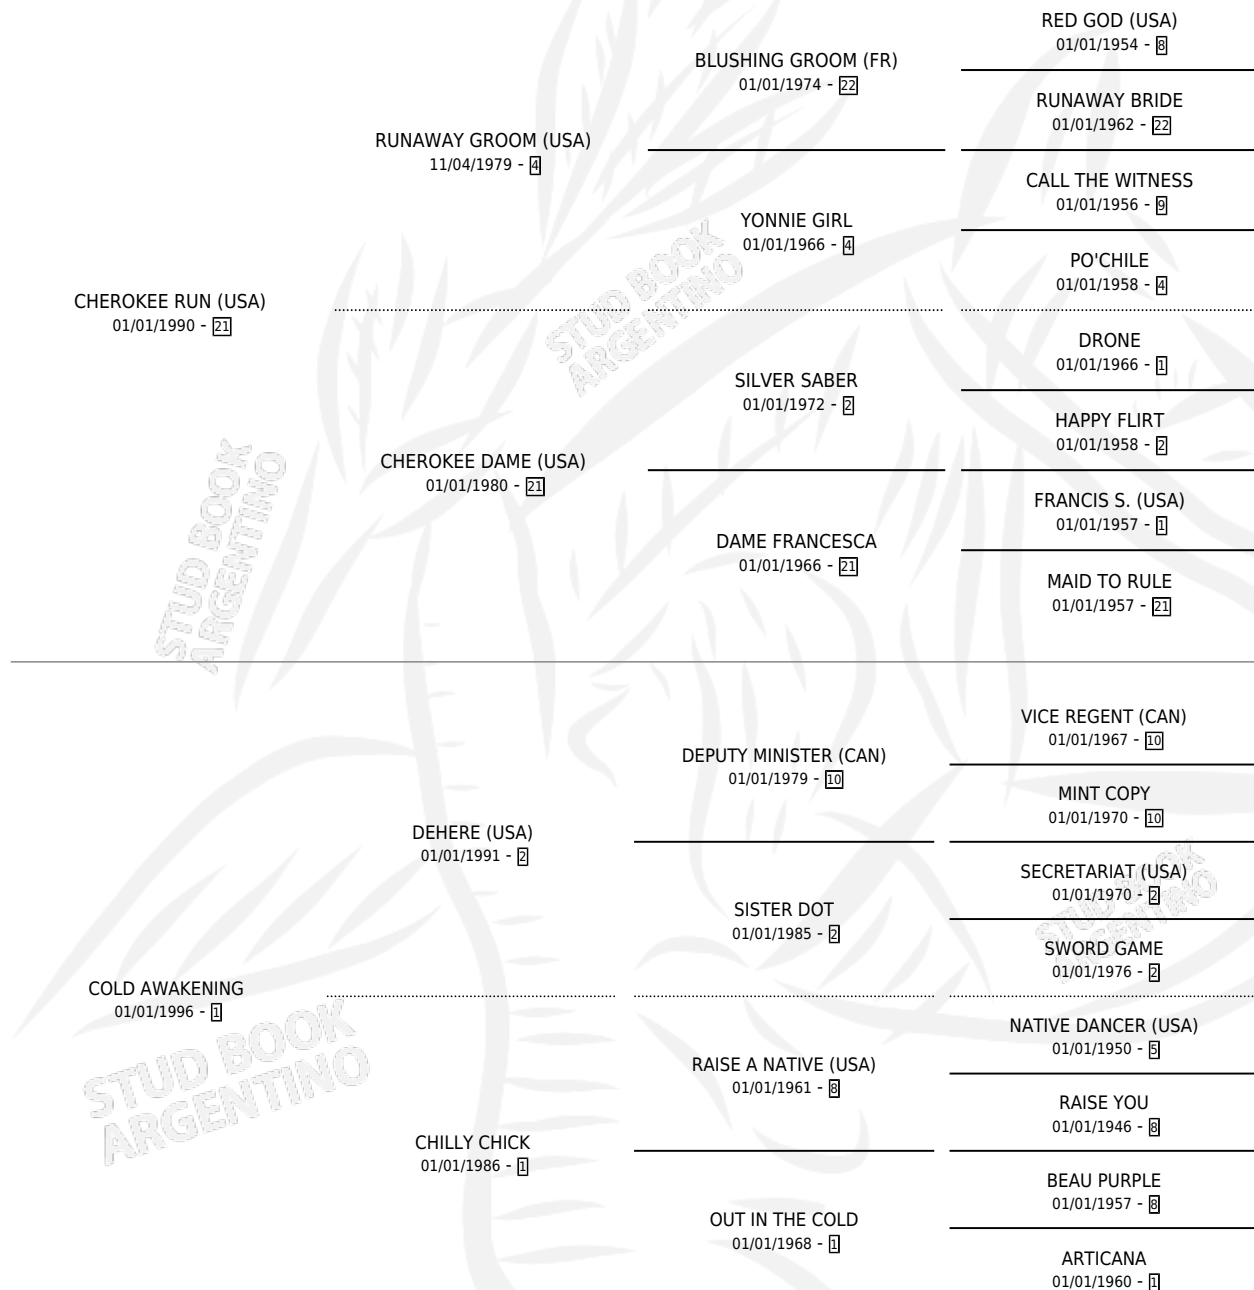 RED GOD (USA)
01/01/1954 - 8
BLUSHING GROOM (FR)
01/01/1974 - 22
RUNAWAY BRIDE
01/01/1962 - 22
RUNAWAY GROOM (USA)
11/04/1979 - 4
CALL THE WITNESS
01/01/1956 - 9
YONNIE GIRL
01/01/1966 - 4
PO'CHILE
01/01/1958 - 4
CHEROKEE RUN (USA)
01/01/1990 - 21
DRONE
01/01/1966 - 1
SILVER SABER
01/01/1972 - 2
HAPPY FLIRT
01/01/1958 - 2
CHEROKEE DAME (USA)
01/01/1980 - 21
FRANCIS S. (USA)
01/01/1957 - 1
DAME FRANCESCA
01/01/1966 - 21
MAID TO RULE
01/01/1957 - 21
STUD BOOK
ARGENTINO
STUD BOOK
ARGENTINO
VICE REGENT (CAN)
01/01/1967 - 10
DEPUTY MINISTER (CAN)
01/01/1979 - 10
MINT COPY
01/01/1970 - 10
DEHERE (USA)
01/01/1991 - 2
SECRETARIAT (USA)
01/01/1970 - 2
SISTER DOT
01/01/1985 - 2
SWORD GAME
01/01/1976 - 2
COLD AWAKENING
01/01/1996 - 1
NATIVE DANCER (USA)
01/01/1950 - 5
RAISE A NATIVE (USA)
01/01/1961 - 8
RAISE YOU
01/01/1946 - 8
CHILLY CHICK
01/01/1986 - 1
BEAU PURPLE
01/01/1957 - 8
OUT IN THE COLD
01/01/1968 - 1
ARTICANA
01/01/1960 - 1
STUD BOOK
ARGENTINO
STUD BOOK
ARGENTINO